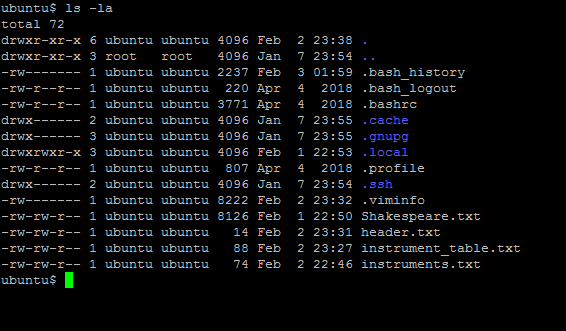 ubuntu$ ls -la
total 72
drwxr-xr-x 6 ubuntu ubuntu 4096 Feb  2 23:38 .
drwxr-xr-x 3 root   root   4096 Jan  7 23:54 ..
-rw------- 1 ubuntu ubuntu 2237 Feb  3 01:59 .bash_history
-rw-r--r-- 1 ubuntu ubuntu  220 Apr  4  2018 .bash_logout
-rw-r--r-- 1 ubuntu ubuntu 3771 Apr  4  2018 .bashrc
drwx------ 2 ubuntu ubuntu 4096 Jan  7 23:55 .cache
drwx------ 3 ubuntu ubuntu 4096 Jan  7 23:55 .gnupg
drwxrwxr-x 3 ubuntu ubuntu 4096 Feb  1 22:53 .local
-rw-r--r-- 1 ubuntu ubuntu  807 Apr  4  2018 .profile
drwx------ 2 ubuntu ubuntu 4096 Jan  7 23:54 .ssh
-rw------- 1 ubuntu ubuntu 8222 Feb  2 23:32 .viminfo
-rw-rw-r-- 1 ubuntu ubuntu 8126 Feb  1 22:50 Shakespeare.txt
-rw-rw-r-- 1 ubuntu ubuntu   14 Feb  2 23:31 header.txt
-rw-rw-r-- 1 ubuntu ubuntu   88 Feb  2 23:27 instrument_table.txt
-rw-rw-r-- 1 ubuntu ubuntu   74 Feb  2 22:46 instruments.txt
ubuntu$